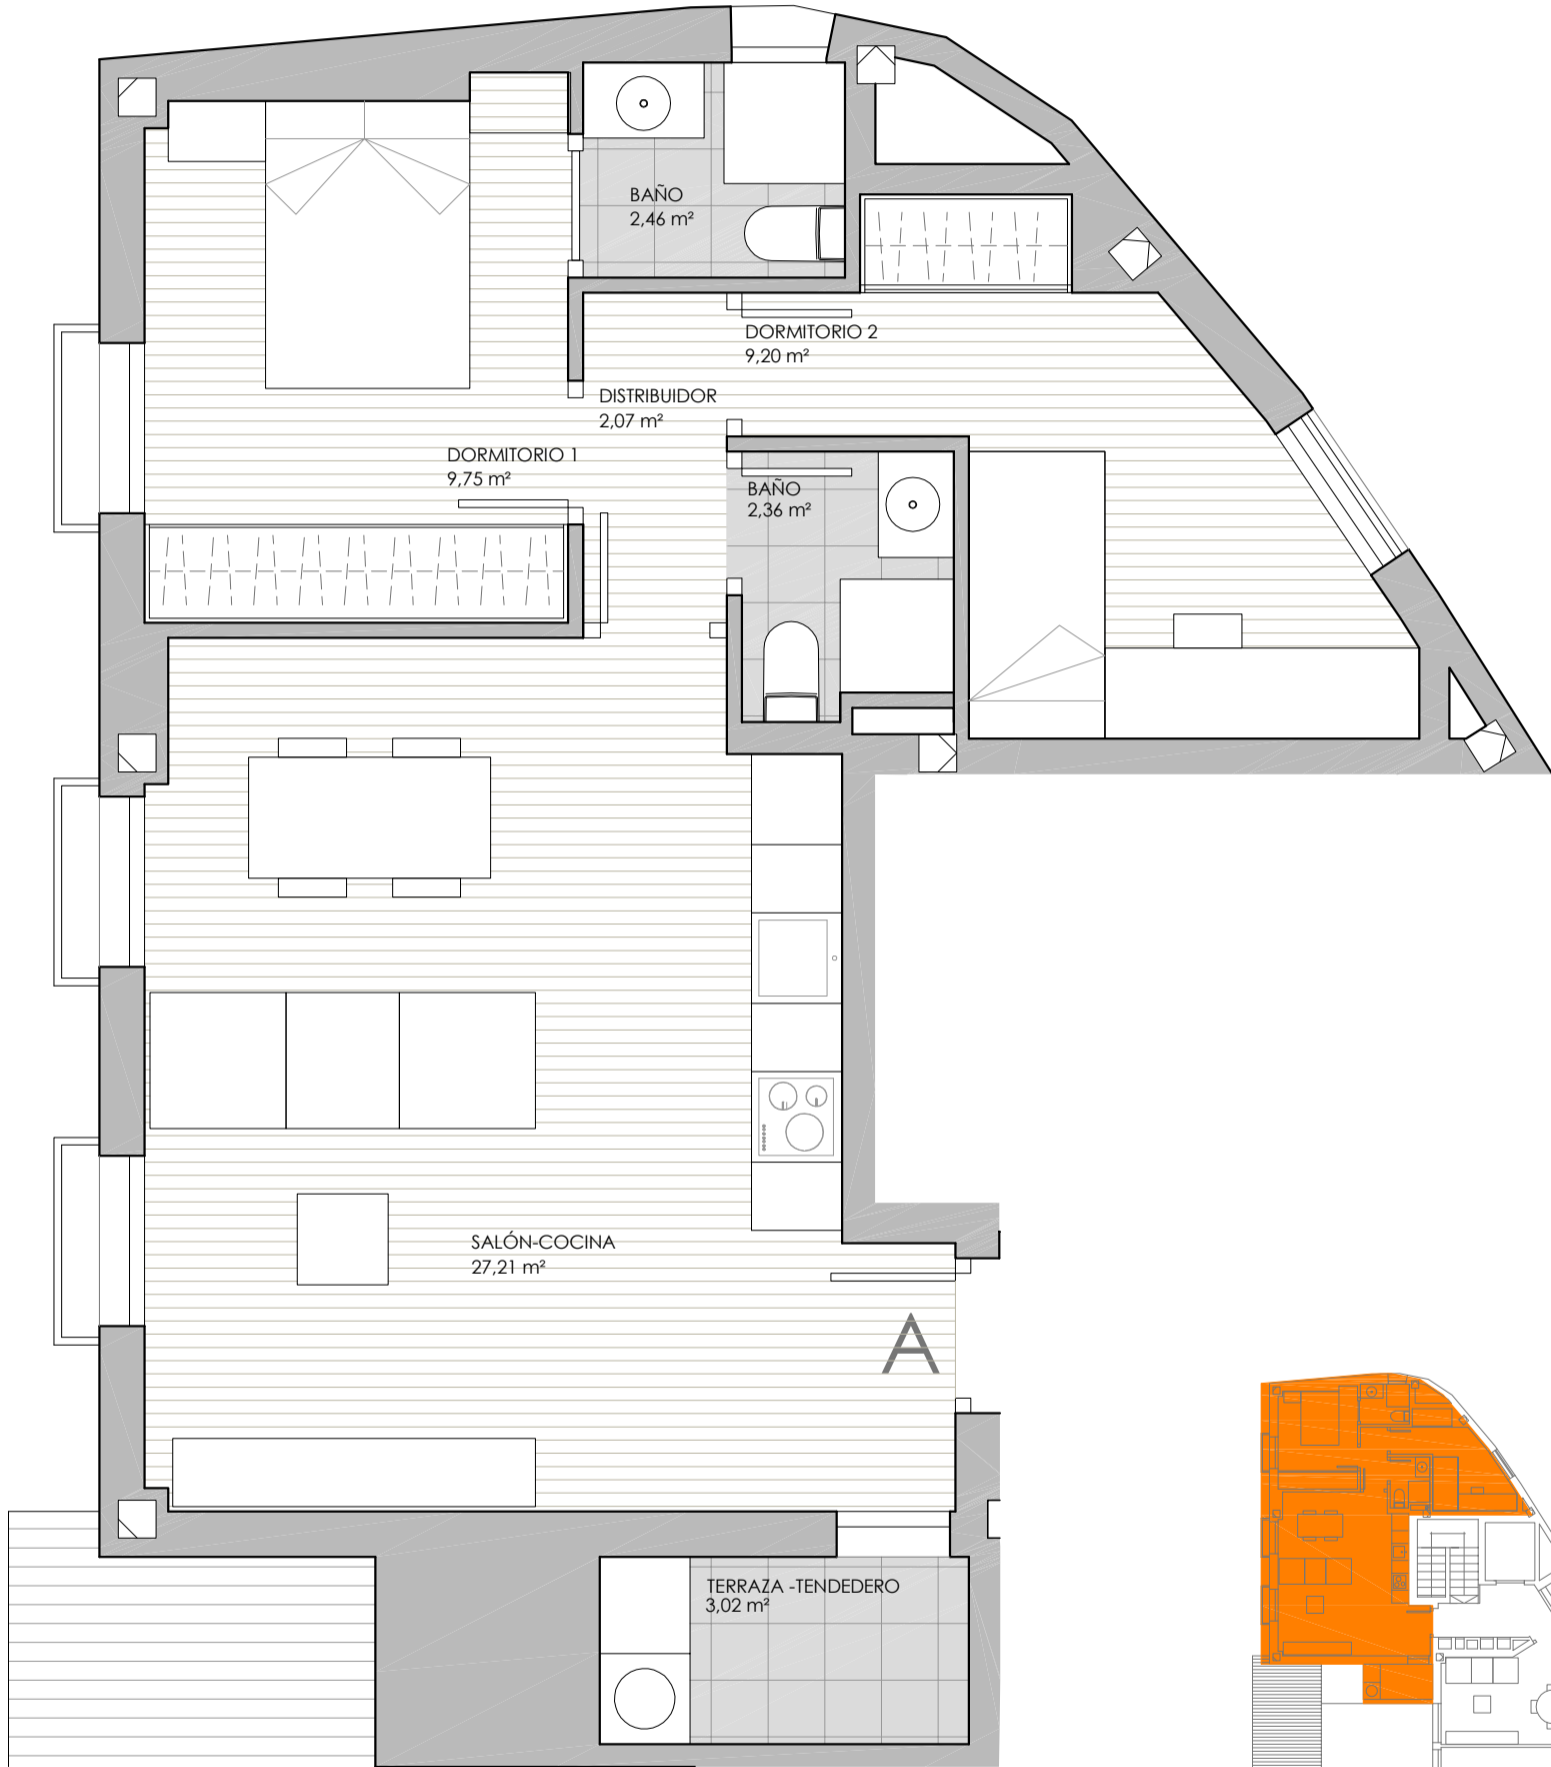 BAÑO
2,46 m²
DORMITORIO 2
9,20 m²
DISTRIBUIDOR
2,07 m²
DORMITORIO 1
9,75 m²
BAÑO
2,36 m²
SALÓN-COCINA
27,21 m²
A
TERRAZA -TENDEDERO
3,02 m²